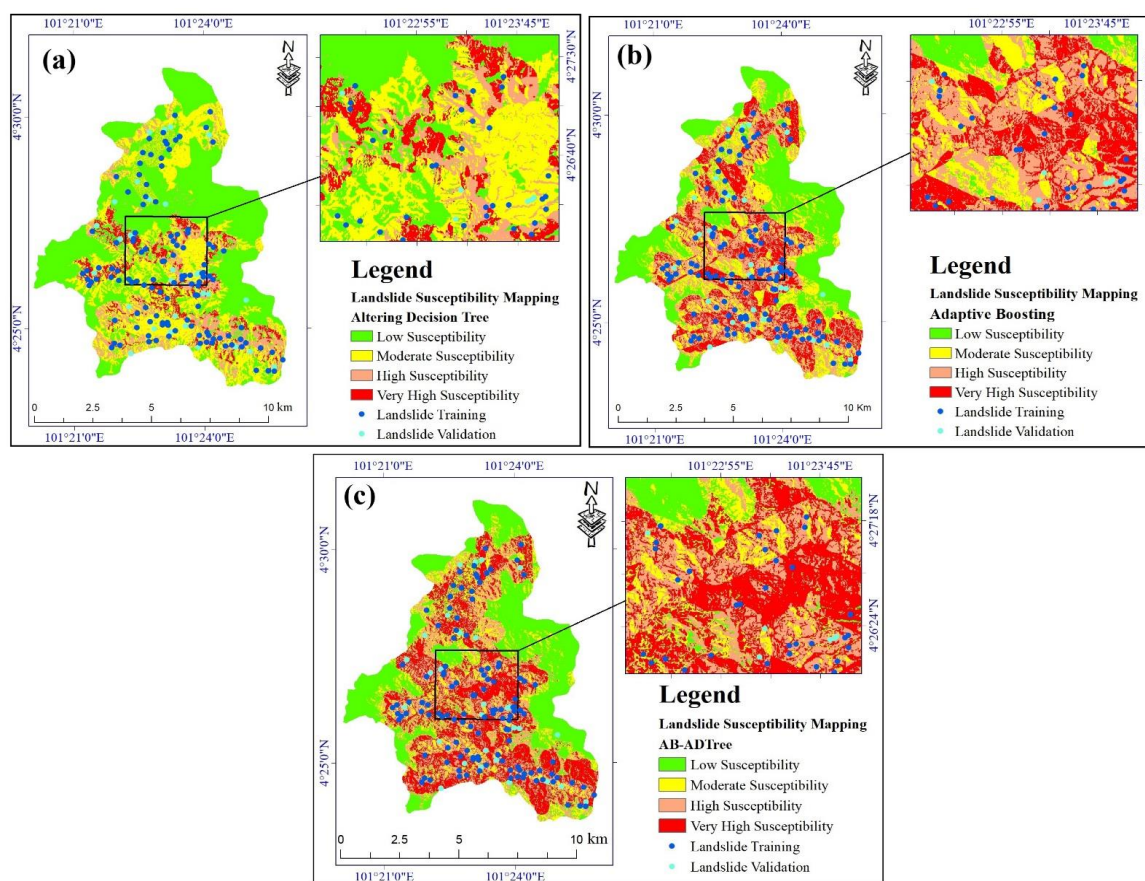 101°21'0"E 101°24'0"E 101°22'55"E 101°23'45"E
(a)
N
4°27'30"N
4°30'0"N
4°26'40"N
4°25'0"N
Legend
Landslide Susceptibility Mapping
Altering Decision Tree
Low Susceptibility
Moderate Susceptibility
High Susceptibility
Very High Susceptibility
Landslide Training
Landslide Validation
0 2.5 5 10 Km
101°21'0"E 101°24'0"E
101°21'0"E 101°24'0"E 101°22'55"E 101°23'45"E
(b)
N
4°30'0"N
4°25'0"N
Legend
Landslide Susceptibility Mapping
Adaptive Boosting
Low Susceptibility
Moderate Susceptibility
High Susceptibility
Very High Susceptibility
Landslide Training
Landslide Validation
0 2.5 5 10 Km
101°21'0"E 101°24'0"E
101°21'0"E 101°24'0"E 101°22'55"E 101°23'45"E
(c)
N
4°27'18"N
4°30'0"N
4°26'24"N
4°25'0"N
Legend
Landslide Susceptibility Mapping
AB-ADTree
Low Susceptibility
Moderate Susceptibility
High Susceptibility
Very High Susceptibility
Landslide Training
Landslide Validation
0 2.5 5 10 km
101°21'0"E 101°24'0"E